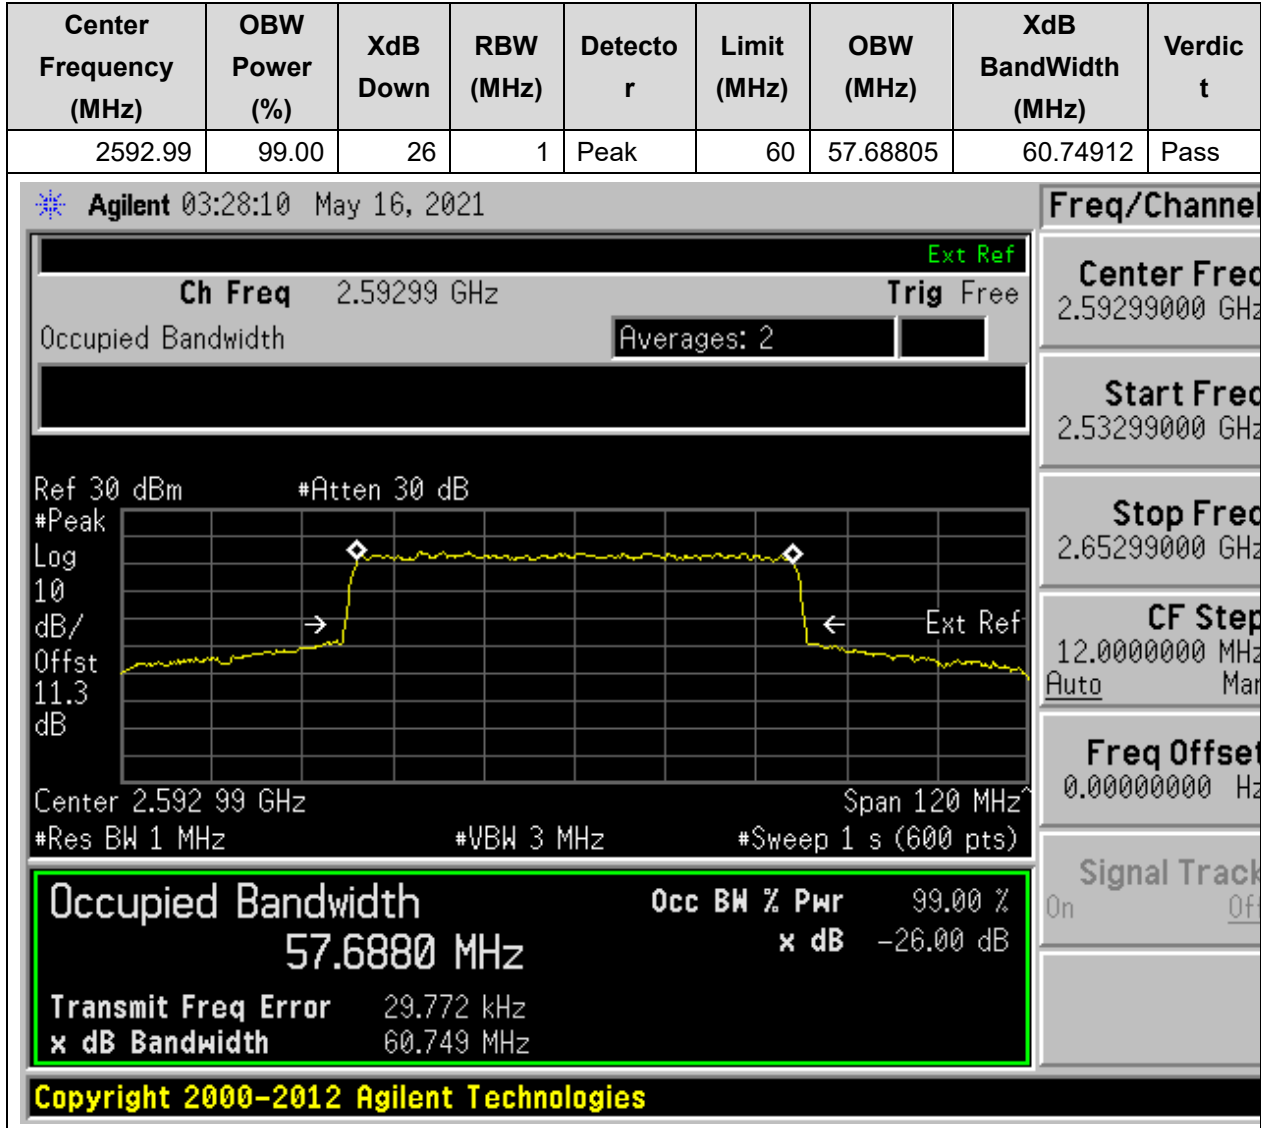 Center Frequency (MHz) OBW Power (%) XdB Down RBW (MHz) Detecto r Limit (MHz) OBW (MHz) XdB BandWidth (MHz) Verdic t
2592.99 99.00 26 1 Peak 60 57.68805 60.74912 Pass
Agilent 03:28:10 May 16, 2021
Freq/Channel
Ext Ref
Ch Freq 2.59299 GHz Trig Free
Occupied Bandwidth Averages: 2
Center Freq
2.59299000 GHz
Start Freq
2.53299000 GHz
Stop Freq
2.65299000 GHz
CF Step
12.0000000 MHz
Auto Man
Freq Offset
0.00000000 Hz
Signal Track
On Off
Ref 30 dBm #Atten 30 dB
#Peak
Log
10
dB/
Offst
11.3
dB
Ext Ref
Center 2.592 99 GHz Span 120 MHz^
#Res BW 1 MHz #VBW 3 MHz #Sweep 1 s (600 pts)
Occupied Bandwidth Occ BW % Pwr 99.00 %
57.6880 MHz x dB -26.00 dB
Transmit Freq Error 29.772 kHz
x dB Bandwidth 60.749 MHz
Copyright 2000-2012 Agilent Technologies